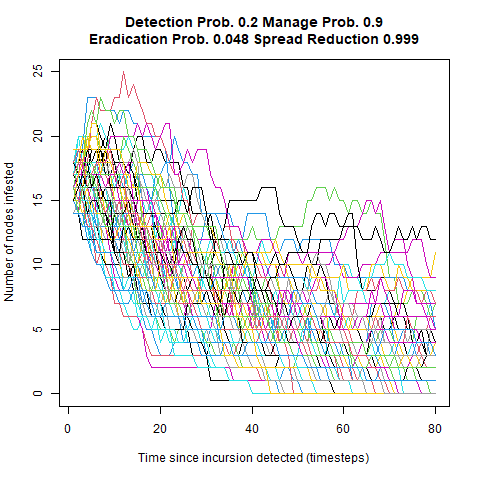 Detection Prob. 0.2 Manage Prob. 0.9
Eradication Prob. 0.048 Spread Reduction 0.999
Number of nodes infested
25
20
15
10
5
0
0 20 40 60 80
Time since incursion detected (timesteps)